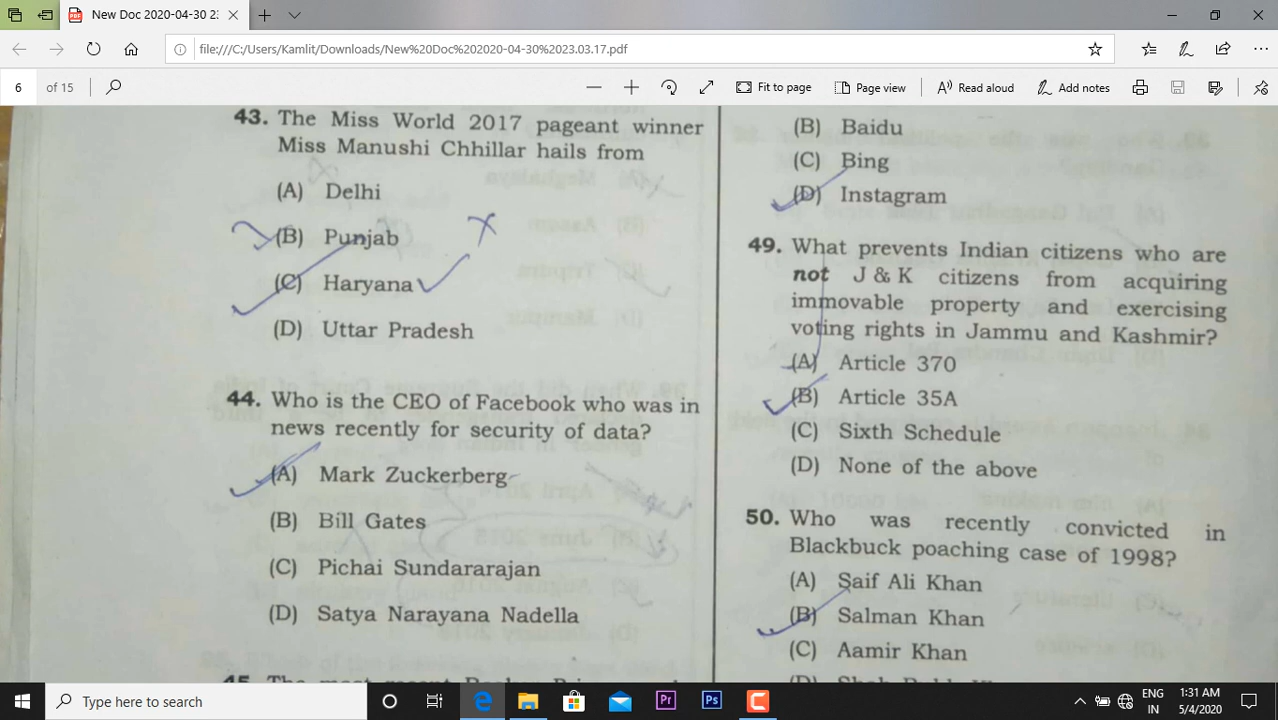 New Doc 2020-04-30 23
file:///C:/Users/Kamlit/Downloads/New%20Doc%202020-04-30%2023.03.17.pdf
6 of 15
Fit to page
Page view
Read aloud
Add notes
43. The Miss World 2017 pageant winner
Miss Manushi Chhillar hails from
(A) Delhi
(B) Punjab
(C) Haryana
(D) Uttar Pradesh
44. Who is the CEO of Facebook who was in
news recently for security of data?
(A) Mark Zuckerberg
(B) Bill Gates
(C) Pichai Sundararajan
(D) Satya Narayana Nadella
(B) Baidu
(C) Bing
(D) Instagram
49. What prevents Indian citizens who are
not J & K citizens from acquiring
immovable property and exercising
voting rights in Jammu and Kashmir?
(A) Article 370
(B) Article 35A
(C) Sixth Schedule
(D) None of the above
50. Who was recently convicted in
Blackbuck poaching case of 1998?
(A) Saif Ali Khan
(B) Salman Khan
(C) Aamir Khan
Type here to search
Pr
Ps
ENG
IN
1:31 AM
5/4/2020